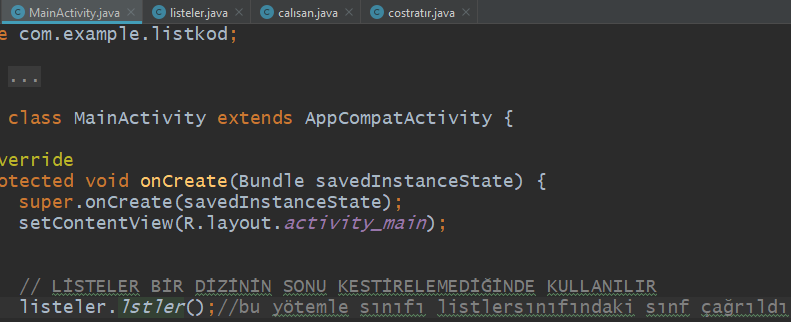 MainActivity.java listeler.java calısan.java costratır.java
e com.example.listkod;
...
class MainActivity extends AppCompatActivity {
verride
otected void onCreate(Bundle savedInstanceState) {
super.onCreate(savedInstanceState);
setContentView(R.layout.activity_main);
// LİSTELER BİR DİZİNİN SONU KESTİRELEMEDİĞİNDE KULLANILIR
listeler.lstler();//bu yötemle sınıfı listlersınıfındaki sınf çağrıldı